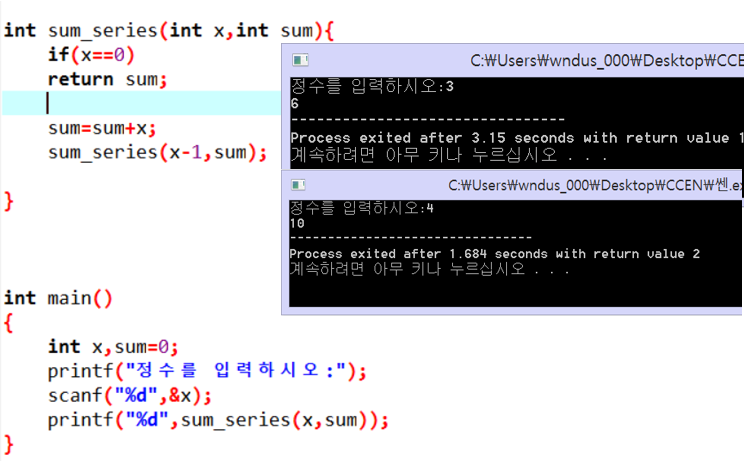 int sum_series(int x,int sum){
if(x==0)
return sum;
sum=sum+x;
sum_series(x-1,sum);
}
int main()
{
int x,sum=0;
printf("정수를 입력하시오:");
scanf("%d",&x);
printf("%d",sum_series(x,sum));
}
C:₩Users₩wndus_000₩Desktop₩CCE
정수를 입력하시오:3
6
--------------------------------
Process exited after 3.15 seconds with return value 1
계속하려면 아무 키나 누르십시오 . . .
C:₩Users₩wndus_000₩Desktop₩CCEN₩쎈.ex
정수를 입력하시오:4
10
--------------------------------
Process exited after 1.684 seconds with return value 2
계속하려면 아무 키나 누르십시오 . . .